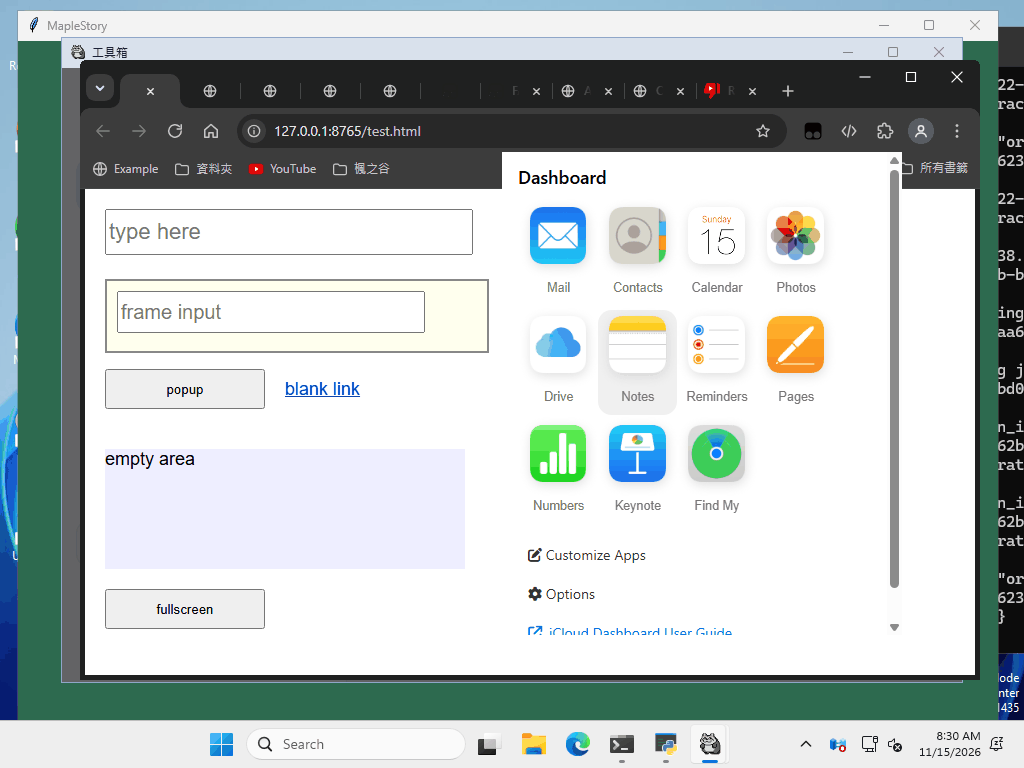 MapleStory
工具箱
127.0.0.1:8765/test.html
Example
資料夾
YouTube
楓之谷
所有書籤
type here
frame input
popup
blank link
empty area
fullscreen
Dashboard
Sunday
15
Mail
Contacts
Calendar
Photos
Drive
Notes
Reminders
Pages
Numbers
Keynote
Find My
Customize Apps
Options
iCloud Dashboard User Guide
Search
8:30 AM
11/15/2026